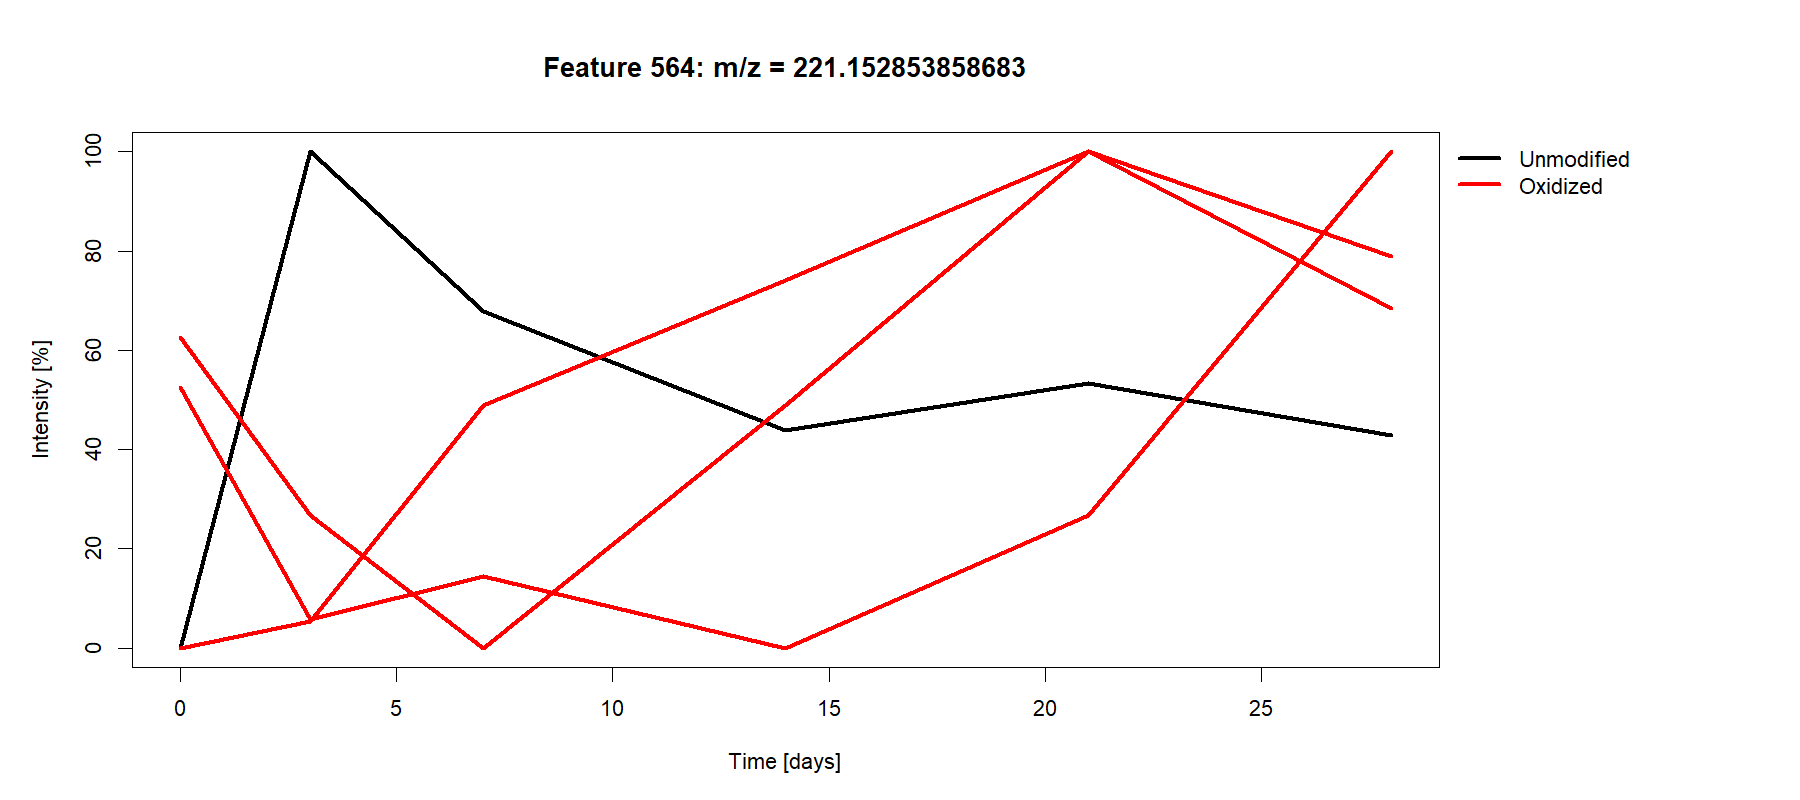 Feature 564: m/z = 221.152853858683
Unmodified
Oxidized
Intensity [%]
100
80
60
40
20
0
0 5 10 15 20 25
Time [days]